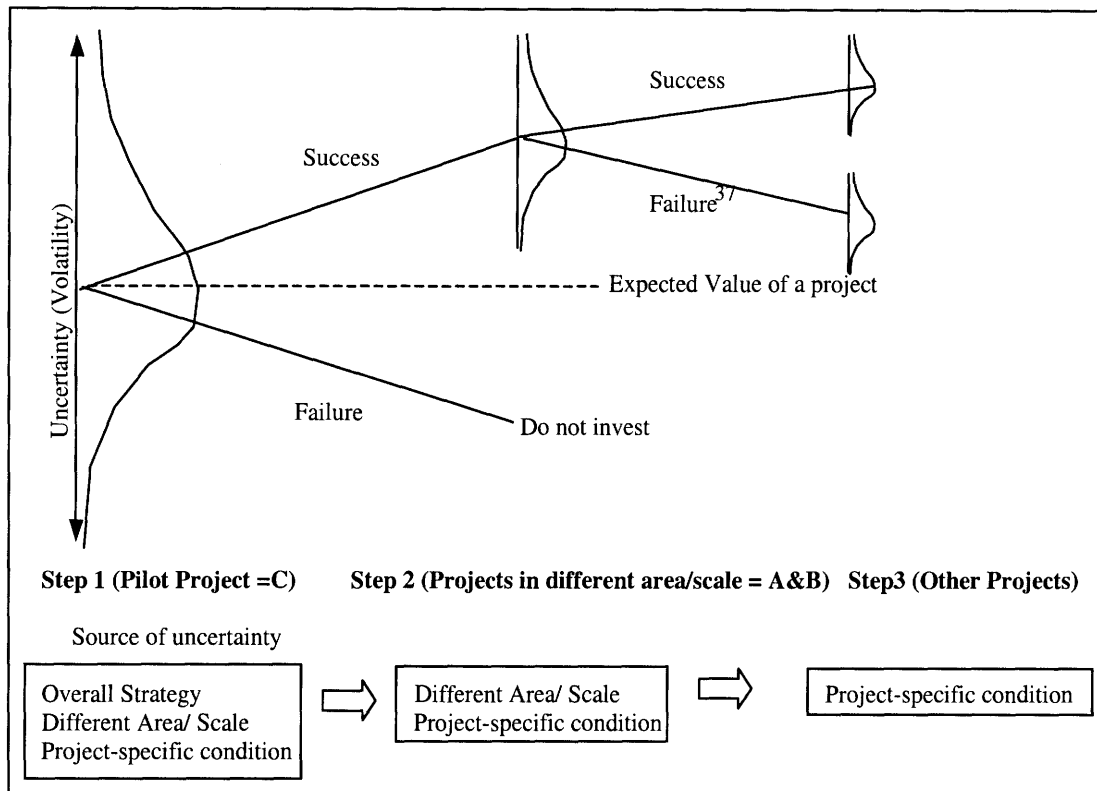 Success
Success
Failure37
Uncertainty (Volatility)
Expected Value of a project
Failure
Do not invest
Step 1 (Pilot Project =C) Step 2 (Projects in different area/scale = A&B) Step3 (Other Projects)
Source of uncertainty
Overall Strategy
Different Area/ Scale
Project-specific condition
Different Area/ Scale
Project-specific condition
Project-specific condition